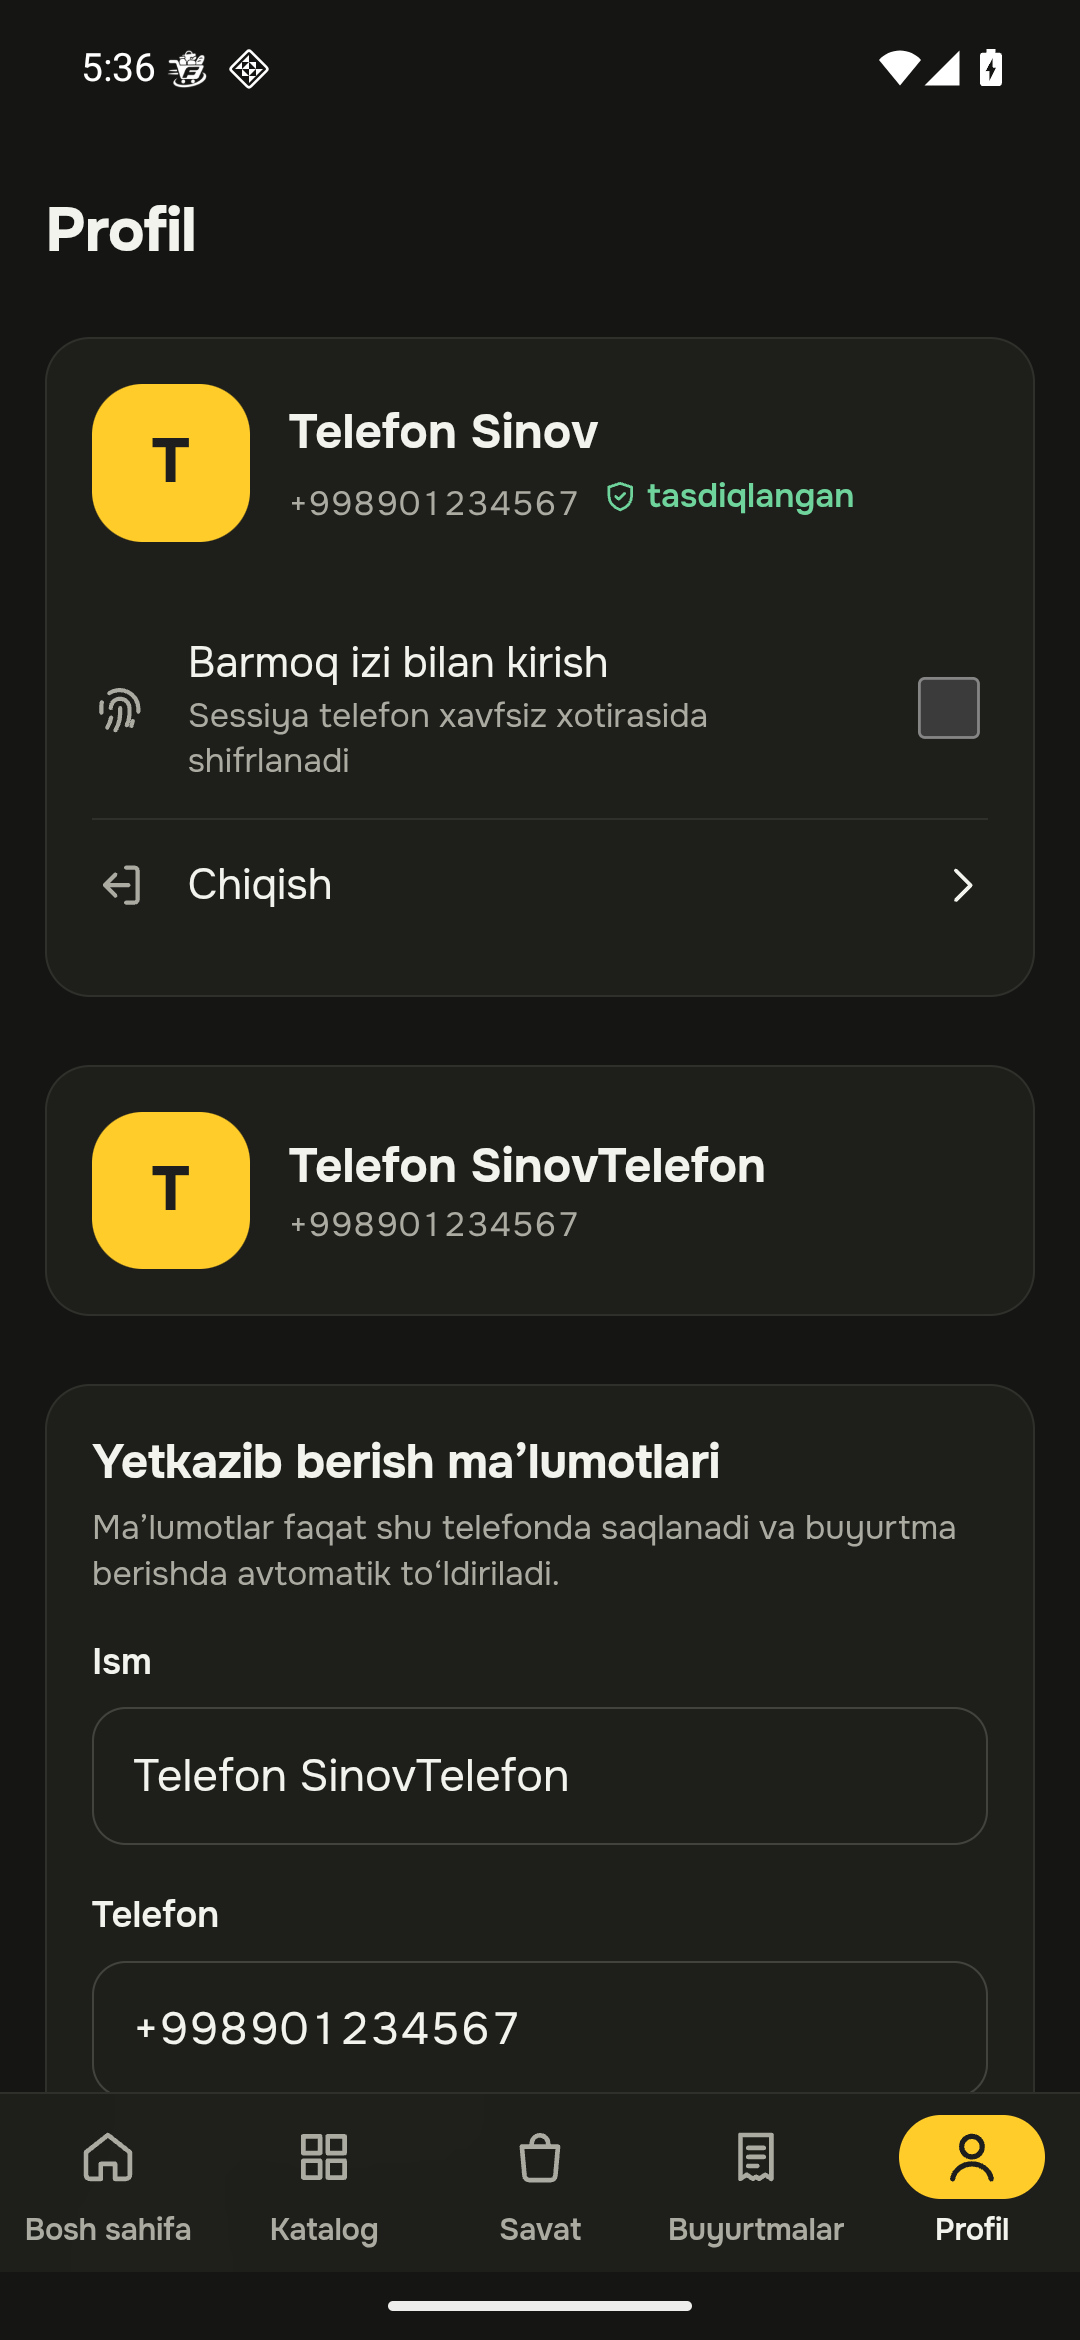 5:36
Profil
T
Telefon Sinov
+998901234567 tasdiqlangan
Barmoq izi bilan kirish
Sessiya telefon xavfsiz xotirasida
shifrlanadi
Chiqish
T
Telefon SinovTelefon
+998901234567
Yetkazib berish ma’lumotlari
Ma’lumotlar faqat shu telefonda saqlanadi va buyurtma
berishda avtomatik to‘ldiriladi.
Ism
Telefon SinovTelefon
Telefon
+998901234567
Bosh sahifa Katalog Savat Buyurtmalar Profil